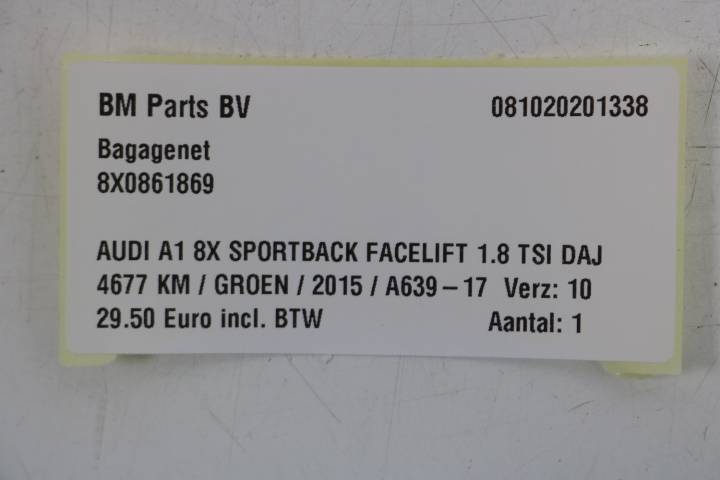 BM Parts BV 081020201338
Bagagenet
8X0861869
AUDI A1 8X SPORTBACK FACELIFT 1.8 TSI DAJ
4677 KM / GROEN / 2015 / A639-17 Verz: 10
29.50 Euro incl. BTW Aantal: 1